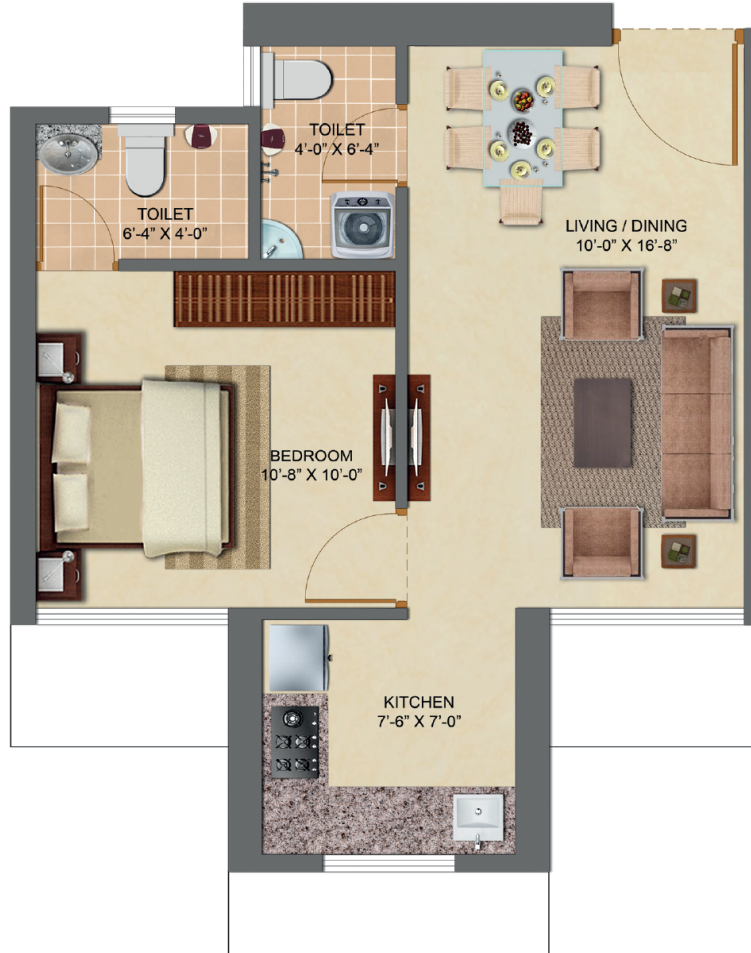 TOILET
4'-0" X 6'-4"
TOILET
6'-4" X 4'-0"
LIVING / DINING
10'-0" X 16'-8"
BEDROOM
10'-8" X 10'-0"
KITCHEN
7'-6" X 7'-0"